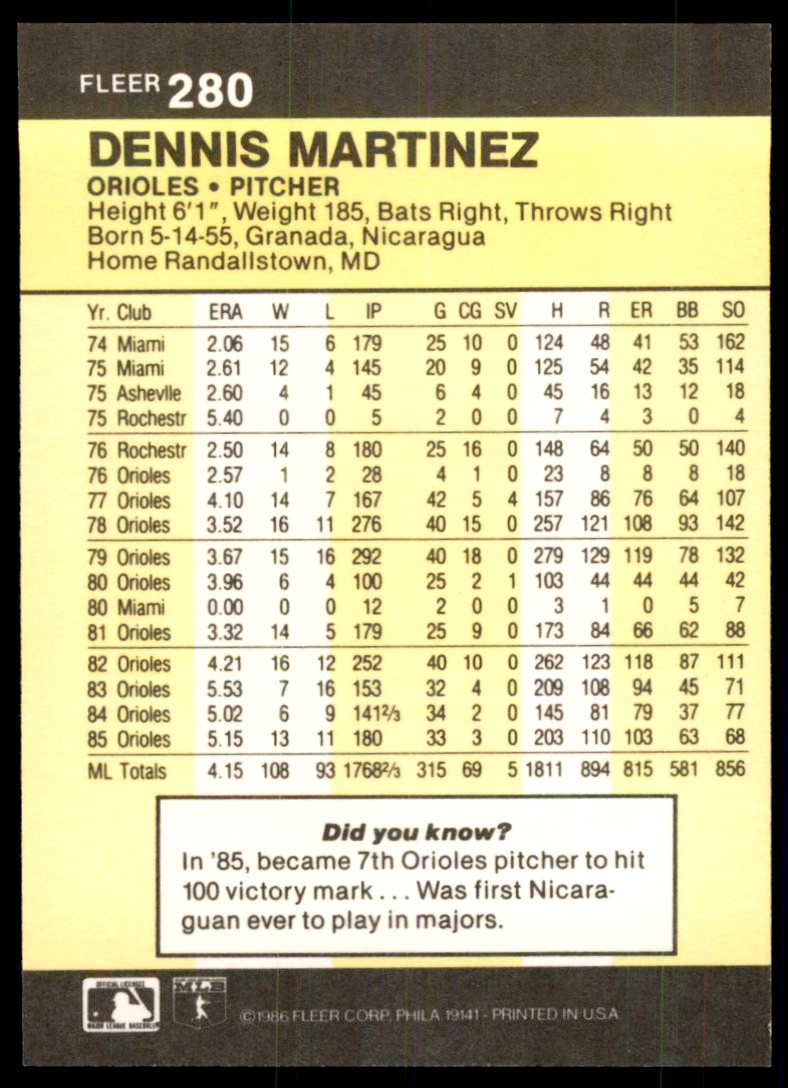 FLEER 280
DENNIS MARTINEZ
ORIOLES • PITCHER
Height 6'1", Weight 185, Bats Right, Throws Right
Born 5-14-55, Granada, Nicaragua
Home Randallstown, MD
Yr. Club ERA W L IP G CG SV H R ER BB SO
74 Miami 2.06 15 6 179 25 10 0 124 48 41 53 162
75 Miami 2.61 12 4 145 20 9 0 125 54 42 35 114
75 Ashevlle 2.60 4 1 45 6 4 0 45 16 13 12 18
75 Rochestr 5.40 0 0 5 2 0 0 7 4 3 0 4
76 Rochestr 2.50 14 8 180 25 16 0 148 64 50 50 140
76 Orioles 2.57 1 2 28 4 1 0 23 8 8 8 18
77 Orioles 4.10 14 7 167 42 5 4 157 86 76 64 107
78 Orioles 3.52 16 11 276 40 15 0 257 121 108 93 142
79 Orioles 3.67 15 16 292 40 18 0 279 129 119 78 132
80 Orioles 3.96 6 4 100 25 2 1 103 44 44 44 42
80 Miami 0.00 0 0 12 2 0 0 3 1 0 5 7
81 Orioles 3.32 14 5 179 25 9 0 173 84 66 62 88
82 Orioles 4.21 16 12 252 40 10 0 262 123 118 87 111
83 Orioles 5.53 7 16 153 32 4 0 209 108 94 45 71
84 Orioles 5.02 6 9 141⅔ 34 2 0 145 81 79 37 77
85 Orioles 5.15 13 11 180 33 3 0 203 110 103 63 68
ML Totals 4.15 108 93 1768⅔ 315 69 5 1811 894 815 581 856
Did you know?
In '85, became 7th Orioles pitcher to hit
100 victory mark ... Was first Nicara-
guan ever to play in majors.
OFFICIAL LICENSEE
MAJOR LEAGUE BASEBALL
MLB
©1986 FLEER CORP. PHILA. 19141 - PRINTED IN U.S.A.